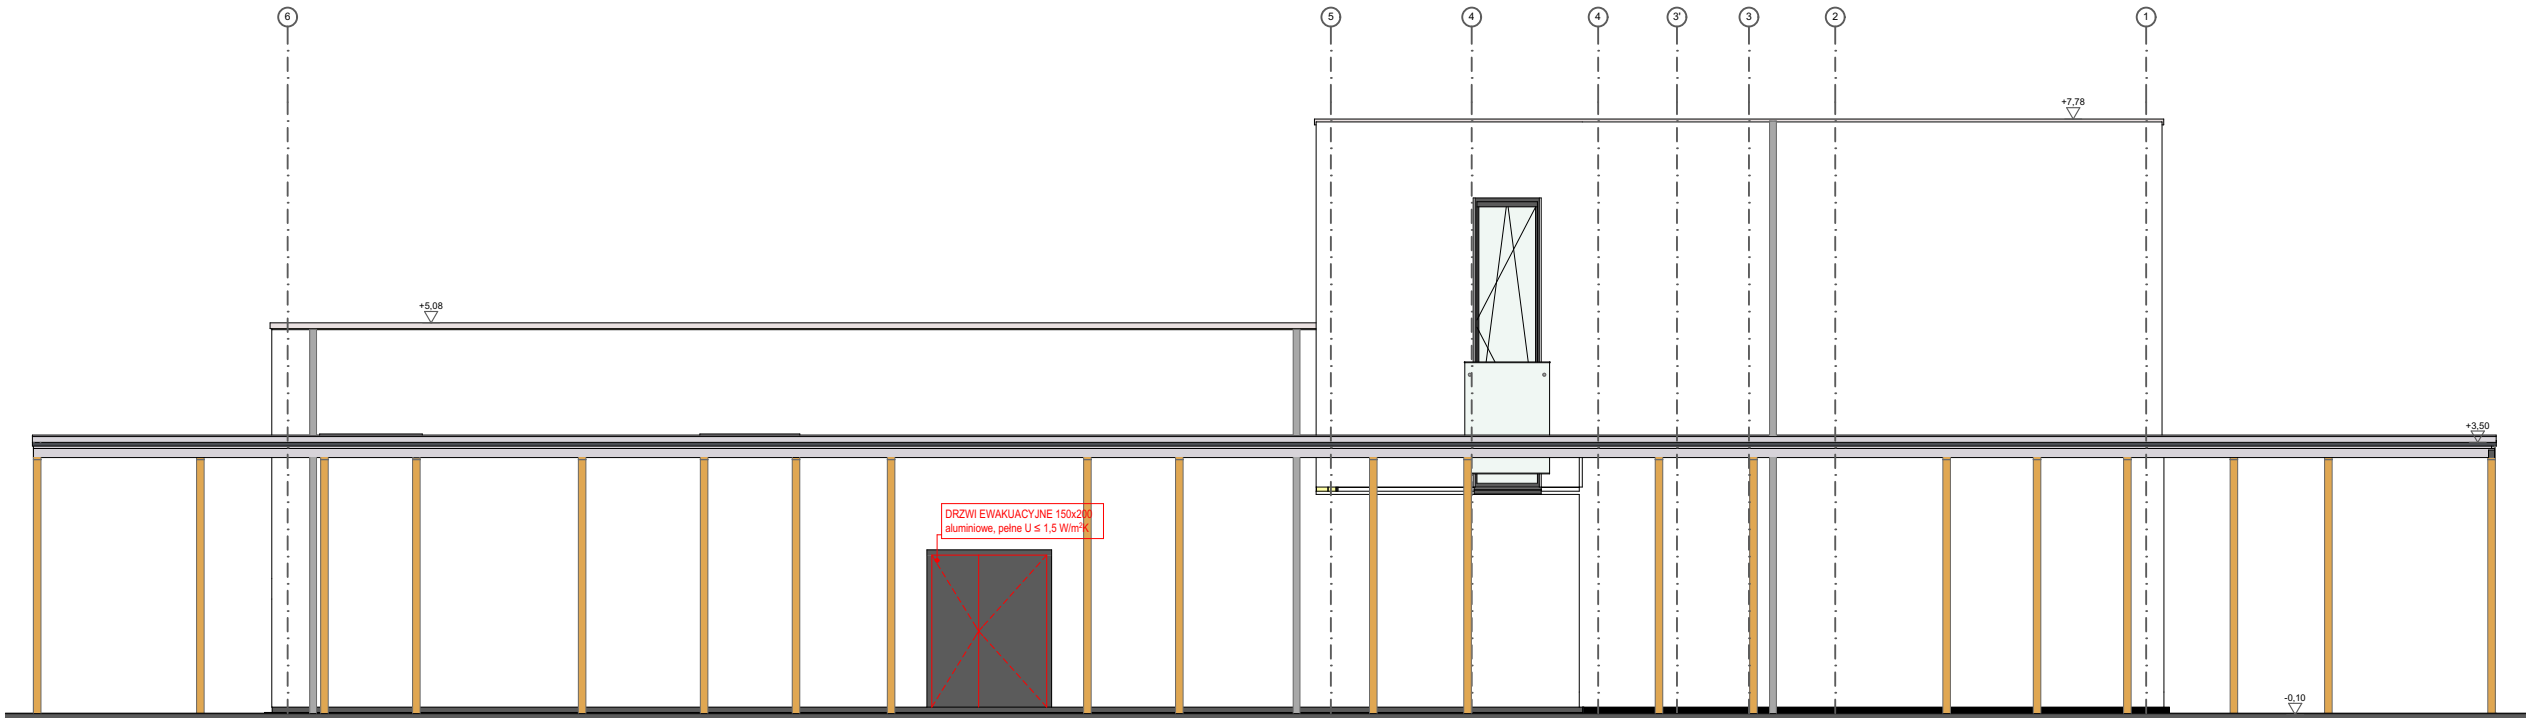 6 5 4 4 3' 3 2 1
+7,78
+5,08
+3,50
DRZWI EWAKUACYJNE 150x200
aluminiowe, pełne U ≤ 1,5 W/m²K
-0,10